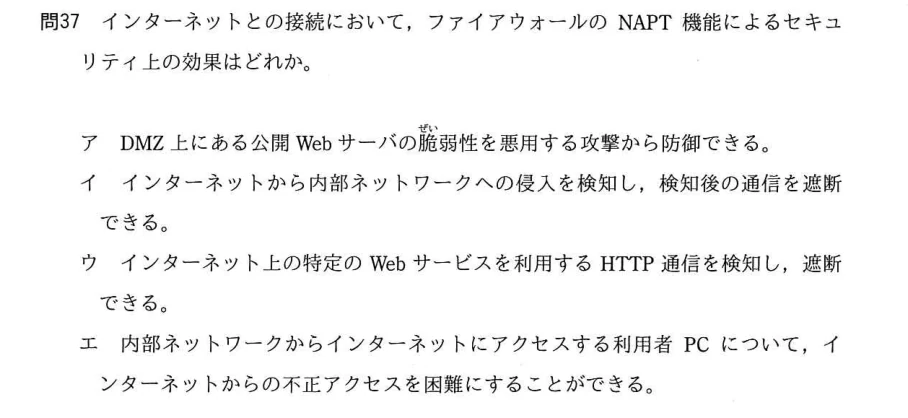 問37 インターネットとの接続において，ファイアウォールの NAPT 機能によるセキュ
リティ上の効果はどれか。
ア DMZ 上にある公開 Web サーバの脆弱性を悪用する攻撃から防御できる。
ぜい
イ インターネットから内部ネットワークへの侵入を検知し，検知後の通信を遮断
できる。
ウ インターネット上の特定の Web サービスを利用する HTTP 通信を検知し，遮断
できる。
エ 内部ネットワークからインターネットにアクセスする利用者 PC について，イ
ンターネットからの不正アクセスを困難にすることができる。